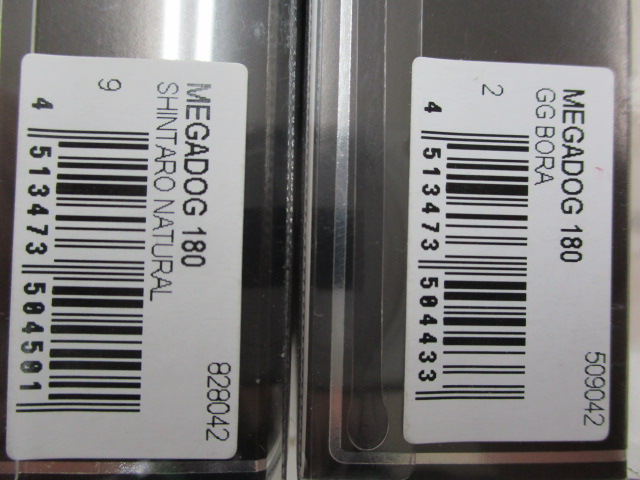 MEGADOG 180
SHINTARO NATURAL
9
4 513473 504501
828042
MEGADOG 180
GG BORA
2
4 513473 504433
509042